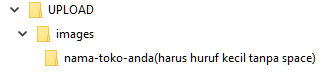 UPLOAD
images
nama-toko-anda(harus huruf kecil tanpa space)